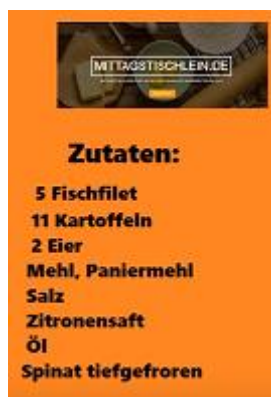 MITTAGSTISCHLEIN.DE
Zutaten:
5 Fischfilet
11 Kartoffeln
2 Eier
Mehl, Paniermehl
Salz
Zitronensaft
Öl
Spinat tiefgefroren